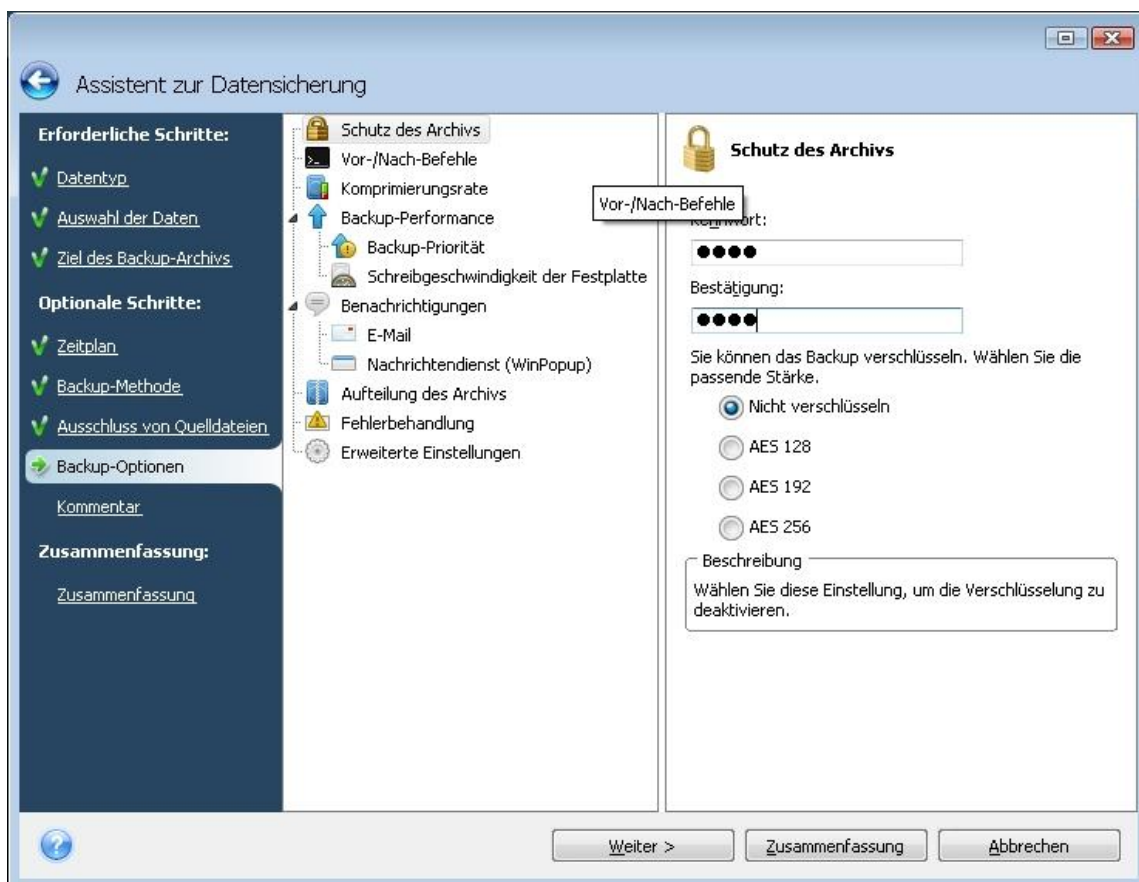 Assistent zur Datensicherung
Erforderliche Schritte:
Datentyp
Auswahl der Daten
Ziel des Backup-Archivs
Optionale Schritte:
Zeitplan
Backup-Methode
Ausschluss von Quelldateien
Backup-Optionen
Kommentar
Zusammenfassung:
Zusammenfassung
Schutz des Archivs
Vor-/Nach-Befehle
Komprimierungsrate
Backup-Performance
Backup-Priorität
Schreibgeschwindigkeit der Festplatte
Benachrichtigungen
E-Mail
Nachrichtendienst (WinPopup)
Aufteilung des Archivs
Fehlerbehandlung
Erweiterte Einstellungen
Vor-/Nach-Befehle
Schutz des Archivs
Kennwort:
Bestätigung:
Sie können das Backup verschlüseln. Wählen Sie die
passende Stärke.
Nicht verschlüseln
AES 128
AES 192
AES 256
Beschreibung
Wählen Sie diese Einstellung, um die Verschlüsselung zu
deaktivieren.
Weiter >
Zusammenfassung
Abbrechen